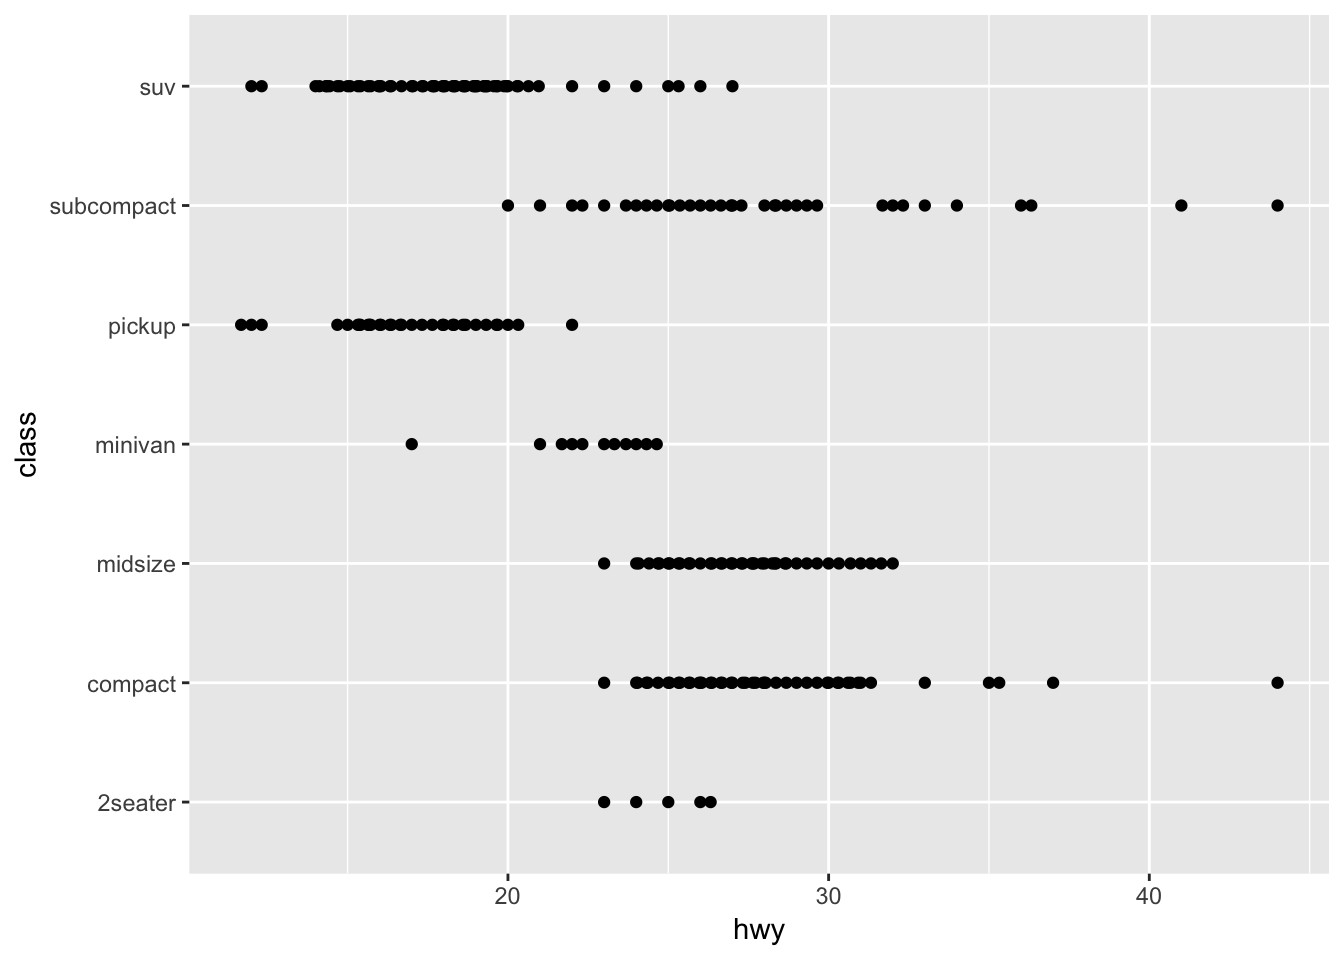 suv
subcompact
pickup
minivan
midsize
compact
2seater
class
20 30 40
hwy